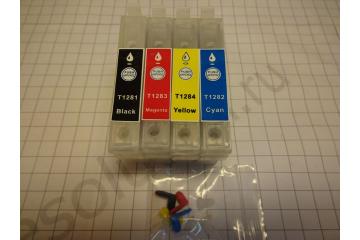 T1281
Black
T1283
Magenta
T1284
Yellow
T1282
Cyan